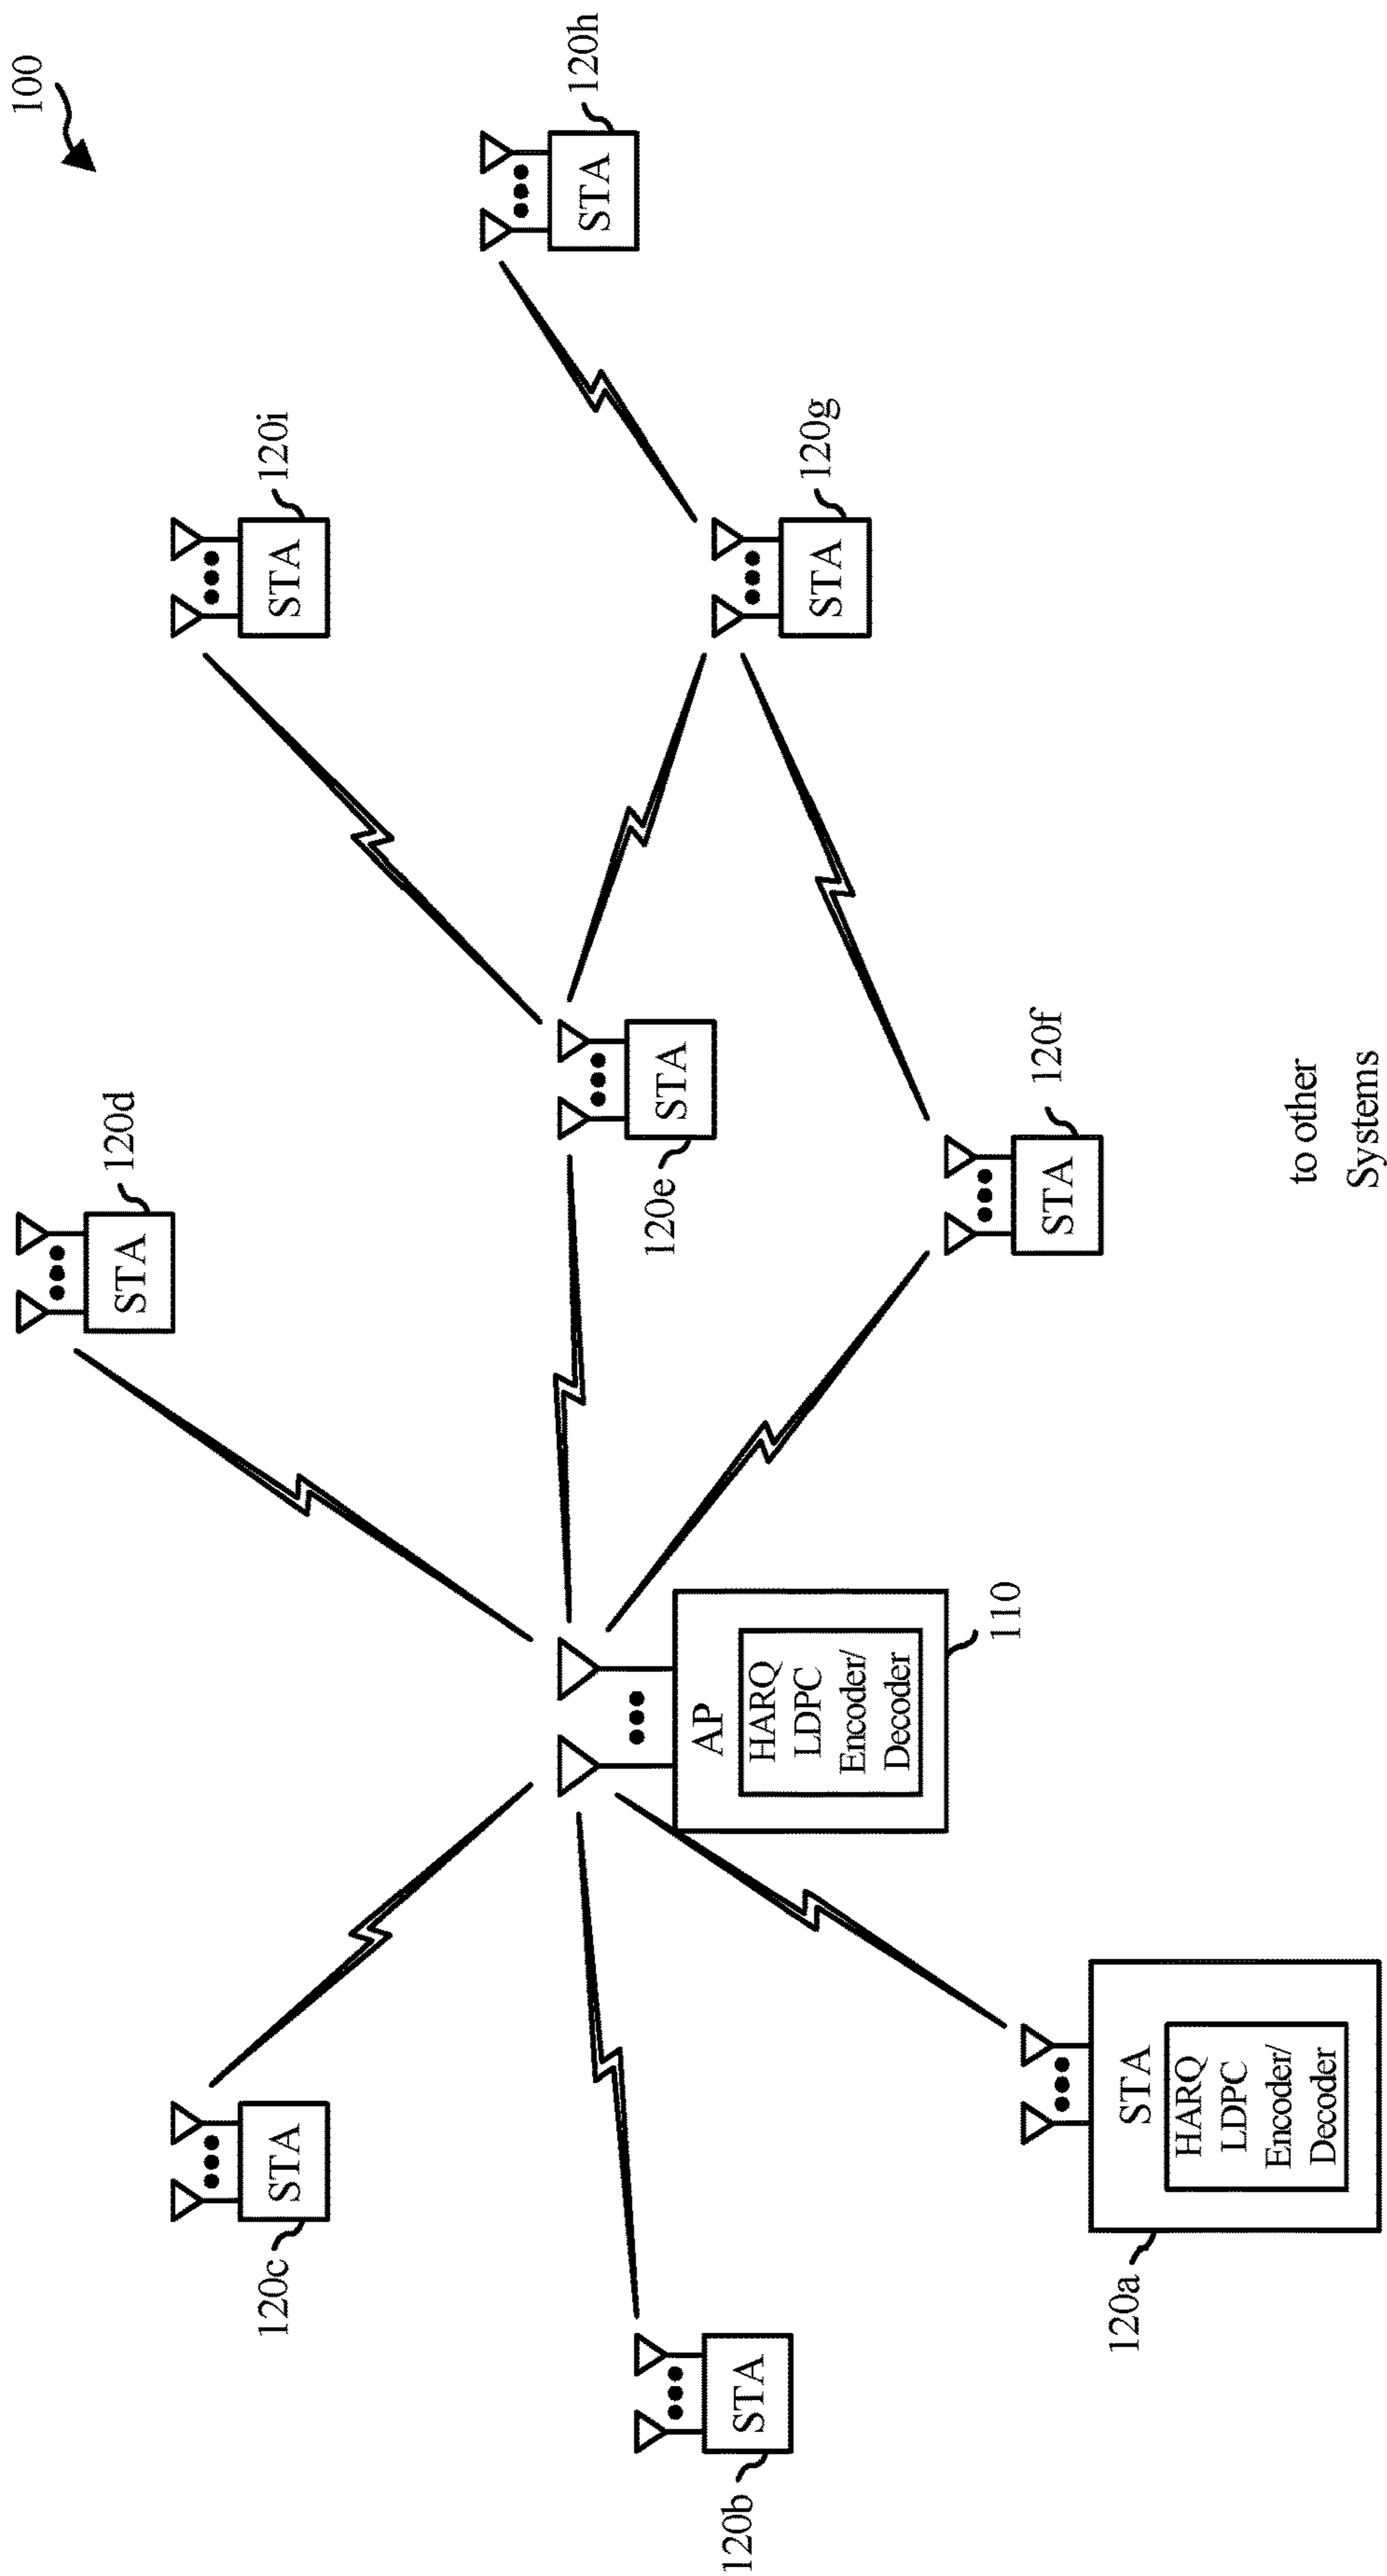 100
120d
STA
120i
STA
120h
STA
120c
STA
120e
STA
120g
STA
120b
STA
AP
HARQ
LDPC
Encoder/
Decoder
110
120f
STA
120a
STA
HARQ
LDPC
Encoder/
Decoder
to other
Systems